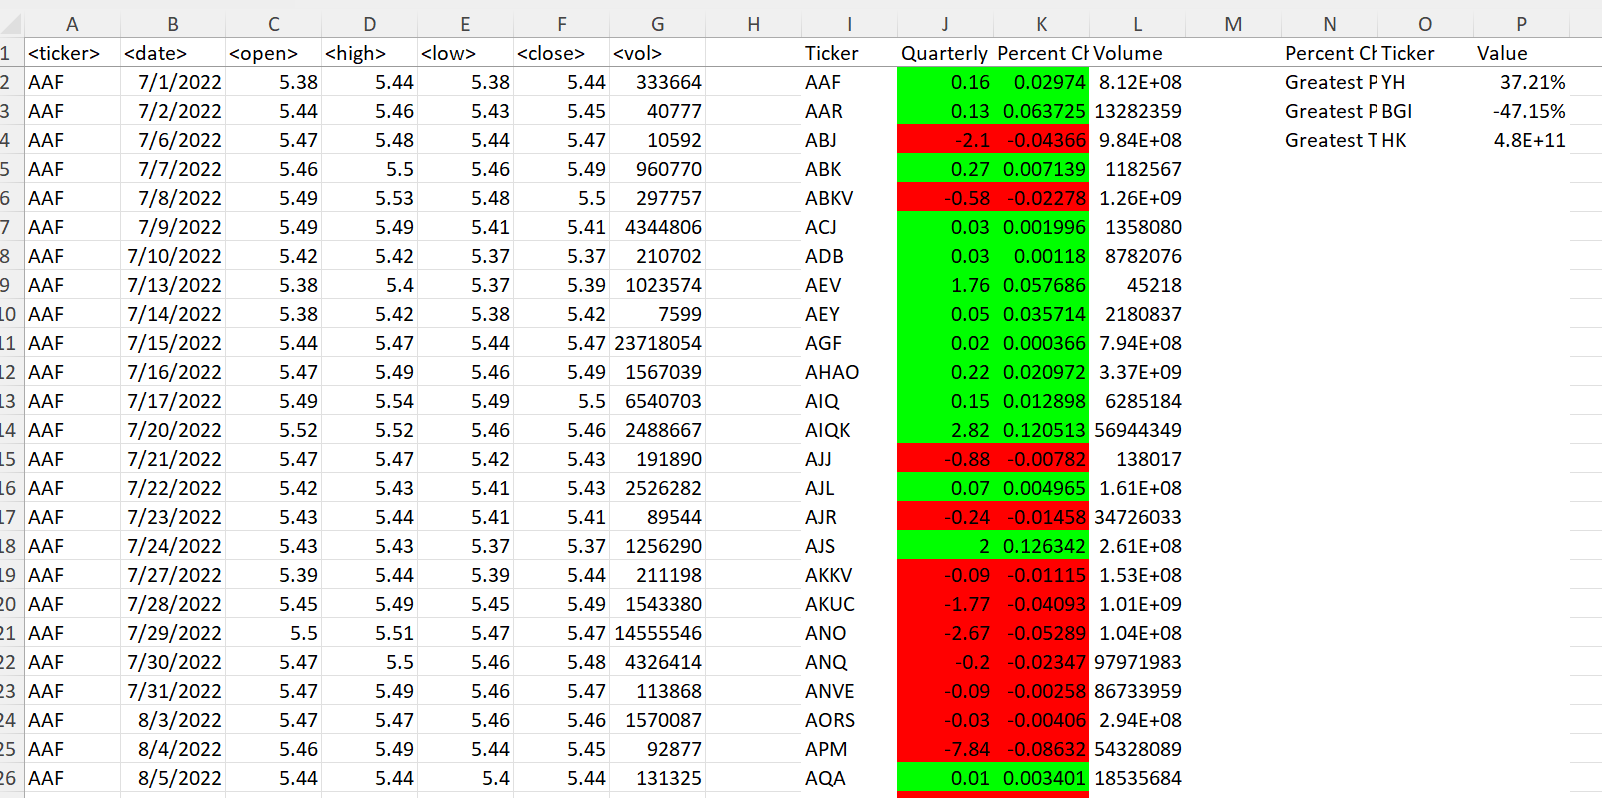 A B C D E F G H I J K L M N O P
1 <ticker> <date> <open> <high> <low> <close> <vol> Ticker Quarterly Percent Ch Volume Percent Ch Ticker Value
2 AAF 7/1/2022 5.38 5.44 5.38 5.44 333664 AAF 0.16 0.02974 8.12E+08 Greatest P YH 37.21%
3 AAF 7/2/2022 5.44 5.46 5.43 5.45 40777 AAR 0.13 0.063725 13282359 Greatest P BGI -47.15%
4 AAF 7/6/2022 5.47 5.48 5.44 5.47 10592 ABJ -2.1 -0.04366 9.84E+08 Greatest T HK 4.8E+11
5 AAF 7/7/2022 5.46 5.5 5.46 5.49 960770 ABK 0.27 0.007139 1182567
6 AAF 7/8/2022 5.49 5.53 5.48 5.5 297757 ABKV -0.58 -0.02278 1.26E+09
7 AAF 7/9/2022 5.49 5.49 5.41 5.41 4344806 ACJ 0.03 0.001996 1358080
8 AAF 7/10/2022 5.42 5.42 5.37 5.37 210702 ADB 0.03 0.00118 8782076
9 AAF 7/13/2022 5.38 5.4 5.37 5.39 1023574 AEV 1.76 0.057686 45218
10 AAF 7/14/2022 5.38 5.42 5.38 5.42 7599 AEY 0.05 0.035714 2180837
11 AAF 7/15/2022 5.44 5.47 5.44 5.47 23718054 AGF 0.02 0.000366 7.94E+08
12 AAF 7/16/2022 5.47 5.49 5.46 5.49 1567039 AHAO 0.22 0.020972 3.37E+09
13 AAF 7/17/2022 5.49 5.54 5.49 5.5 6540703 AIQ 0.15 0.012898 6285184
14 AAF 7/20/2022 5.52 5.52 5.46 5.46 2488667 AIQK 2.82 0.120513 56944349
15 AAF 7/21/2022 5.47 5.47 5.42 5.43 191890 AJJ -0.88 -0.00782 138017
16 AAF 7/22/2022 5.42 5.43 5.41 5.43 2526282 AJL 0.07 0.004965 1.61E+08
17 AAF 7/23/2022 5.43 5.44 5.41 5.41 89544 AJR -0.24 -0.01458 34726033
18 AAF 7/24/2022 5.43 5.43 5.37 5.37 1256290 AJS 2 0.126342 2.61E+08
19 AAF 7/27/2022 5.39 5.44 5.39 5.44 211198 AKKV -0.09 -0.01115 1.53E+08
20 AAF 7/28/2022 5.45 5.49 5.45 5.49 1543380 AKUC -1.77 -0.04093 1.01E+09
21 AAF 7/29/2022 5.5 5.51 5.47 5.47 14555546 ANO -2.67 -0.05289 1.04E+08
22 AAF 7/30/2022 5.47 5.5 5.46 5.48 4326414 ANQ -0.2 -0.02347 97971983
23 AAF 7/31/2022 5.47 5.49 5.46 5.47 113868 ANVE -0.09 -0.00258 86733959
24 AAF 8/3/2022 5.47 5.47 5.46 5.46 1570087 AORS -0.03 -0.00406 2.94E+08
25 AAF 8/4/2022 5.46 5.49 5.44 5.45 92877 APM -7.84 -0.08632 54328089
26 AAF 8/5/2022 5.44 5.44 5.4 5.44 131325 AQA 0.01 0.003401 18535684